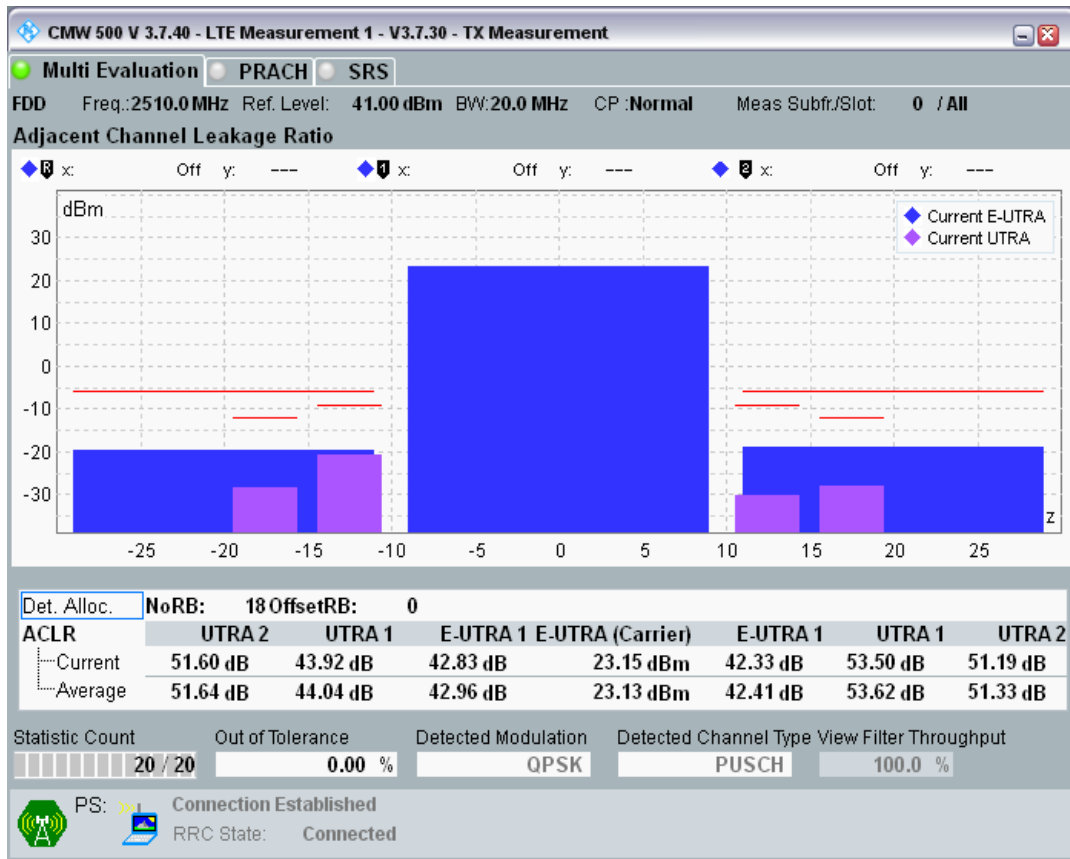 CMW 500 V 3.7.40 - LTE Measurement 1 - V3.7.30 - TX Measurement
Multi Evaluation PRACH SRS
FDD Freq.:2510.0 MHz Ref. Level: 41.00 dBm BW:20.0 MHz CP :Normal Meas Subfr./Slot: 0 / All
Adjacent Channel Leakage Ratio
R x: Off y: --- 1 x: Off y: --- 2 x: Off y: ---
dBm
Current E-UTRA
Current UTRA
30
20
10
0
-10
-20
-30
z
-25 -20 -15 -10 -5 0 5 10 15 20 25
Det. Alloc. NoRB: 18 OffsetRB: 0
ACLR UTRA 2 UTRA 1 E-UTRA 1 E-UTRA (Carrier) E-UTRA 1 UTRA 1 UTRA 2
Current 51.60 dB 43.92 dB 42.83 dB 23.15 dBm 42.33 dB 53.50 dB 51.19 dB
Average 51.64 dB 44.04 dB 42.96 dB 23.13 dBm 42.41 dB 53.62 dB 51.33 dB
Statistic Count Out of Tolerance Detected Modulation Detected Channel Type View Filter Throughput
20 / 20 0.00 % QPSK PUSCH 100.0 %
PS: Connection Established
RRC State: Connected